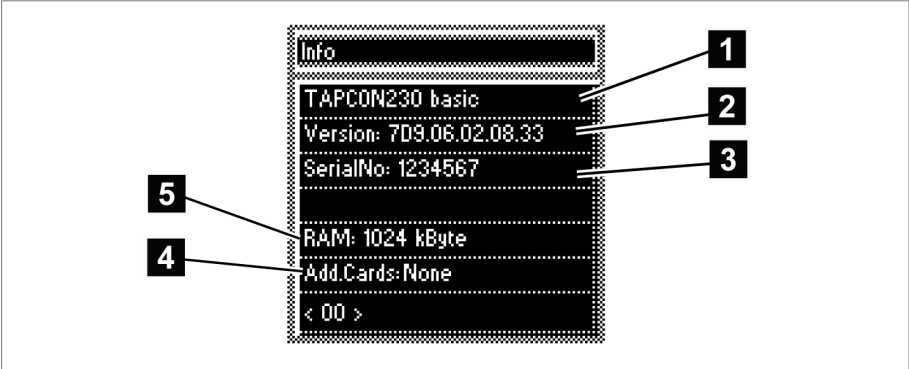 Info
1
TAPCON230 basic
2
Version: 7D9.06.02.08.33
3
SerialNo: 1234567
5
RAM: 1024 kByte
4
Add.Cards:None
< 00 >